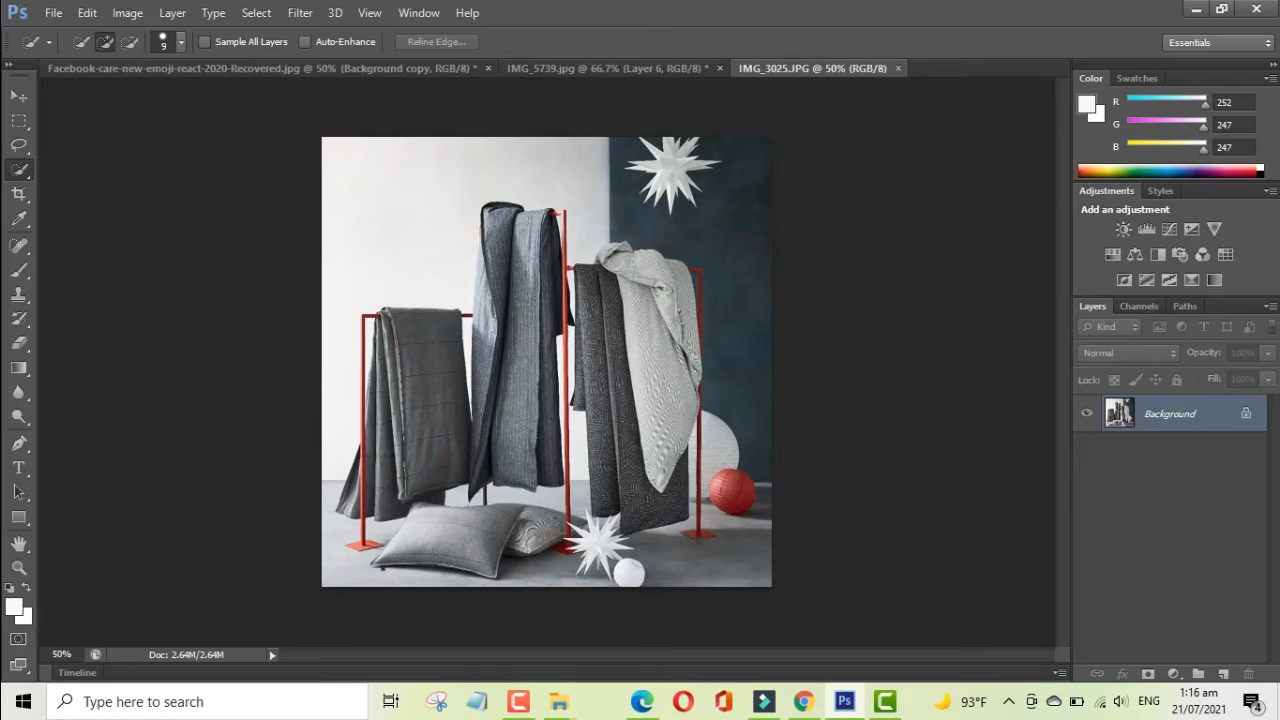 Ps File Edit Image Layer Type Select Filter 3D View Window Help
9 Sample All Layers Auto-Enhance Refine Edge... Essentials
Facebook-care-new-emoji-react-2020-Recovered.jpg @ 50% (Background copy, RGB/8) * × IMG_5739.jpg @ 66.7% (Layer 6, RGB/8) * × IMG_3025.JPG @ 50% (RGB/8) ×
Color Swatches
R 252
G 247
B 247
Adjustments Styles
Add an adjustment
Layers Channels Paths
Kind
Normal Opacity: 100%
Lock: Fill: 100%
Background
50% Doc: 2.64M/2.64M
Timeline
Type here to search
Ps
93°F ENG
1:16 am
21/07/2021
4